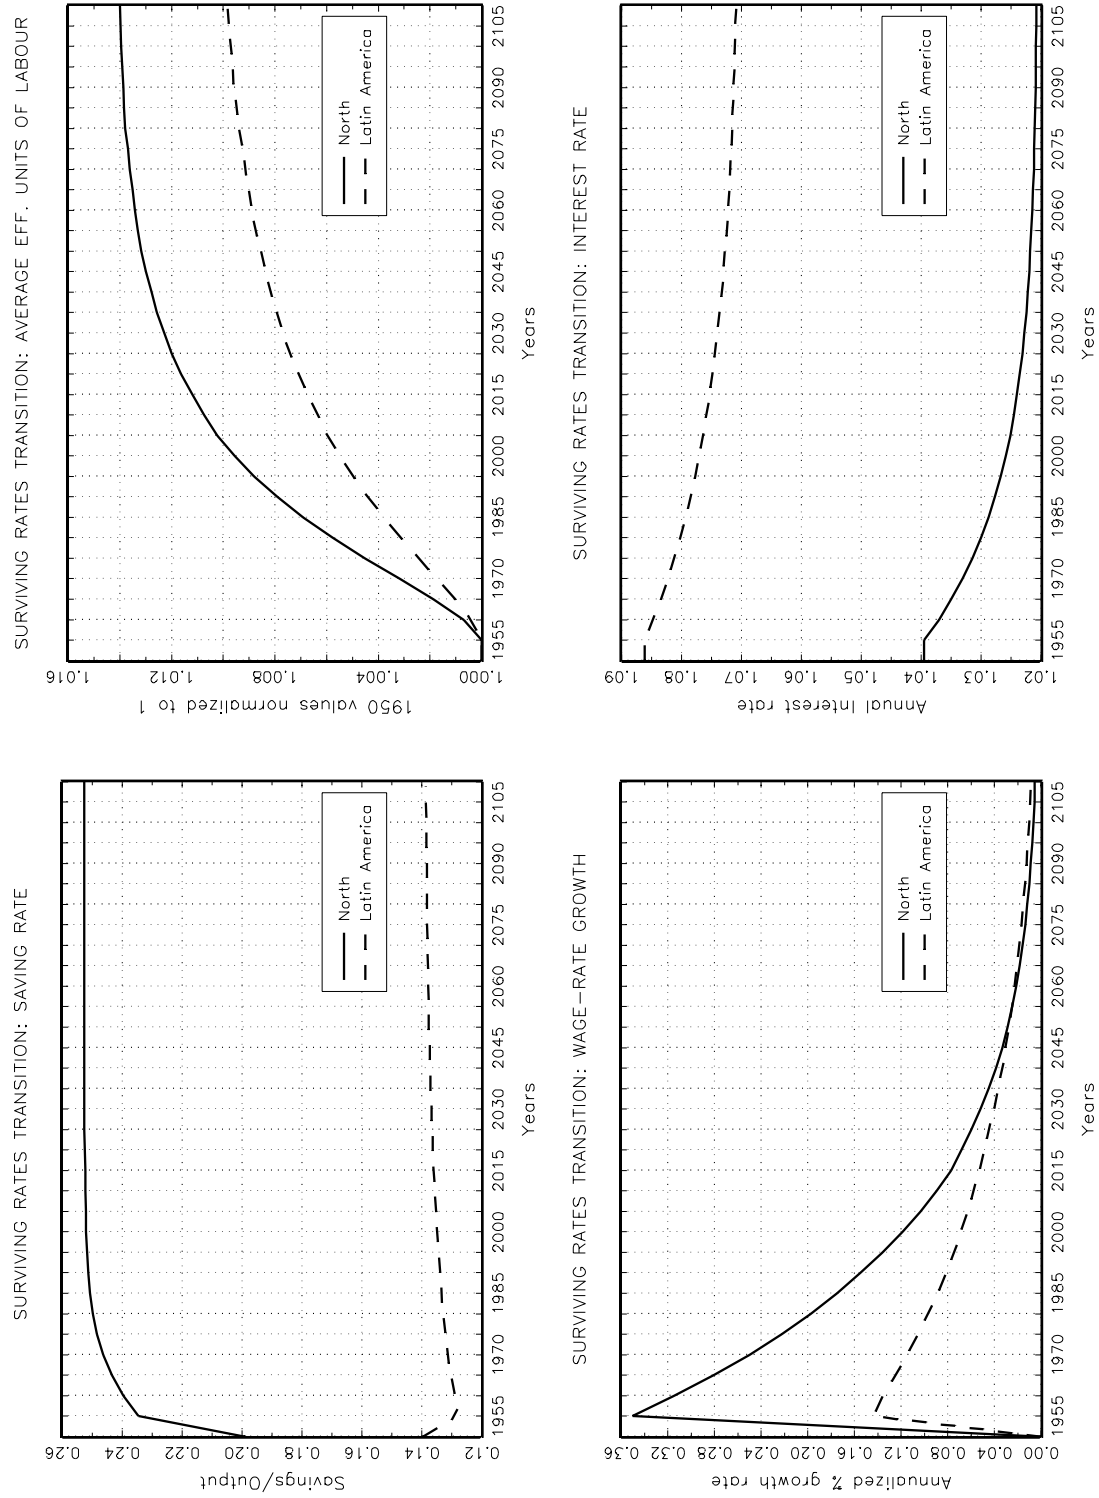 SURVIVING RATES TRANSITION: SAVING RATE
Savings/Output
0.26
0.24
0.22
0.20
0.18
0.16
0.14
0.12
North
Latin America
1955 1970 1985 2000 2015 2030 2045 2060 2075 2090 2105
Years
SURVIVING RATES TRANSITION: AVERAGE EFF. UNITS OF LABOUR
1950 values normalized to 1
1.016
1.012
1.008
1.004
1.000
North
Latin America
1955 1970 1985 2000 2015 2030 2045 2060 2075 2090 2105
Years
SURVIVING RATES TRANSITION: WAGE-RATE GROWTH
Annualized % growth rate
0.36
0.32
0.28
0.24
0.20
0.16
0.12
0.08
0.04
0.00
North
Latin America
1955 1970 1985 2000 2015 2030 2045 2060 2075 2090 2105
Years
SURVIVING RATES TRANSITION: INTEREST RATE
Annual Interest rate
1.09
1.08
1.07
1.06
1.05
1.04
1.03
1.02
North
Latin America
1955 1970 1985 2000 2015 2030 2045 2060 2075 2090 2105
Years